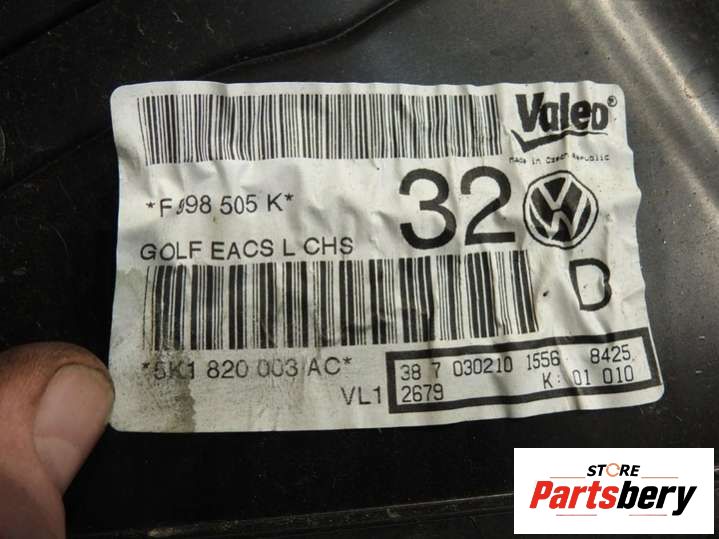 Valeo®
Made in Czech Republic
*F 998 505 K*
32
GOLF EACS L CHS
D
*5K1 820 003 AC*
VL1
38 7 030210 1556 8425
2679 K: 01 010
STORE
Partsbery